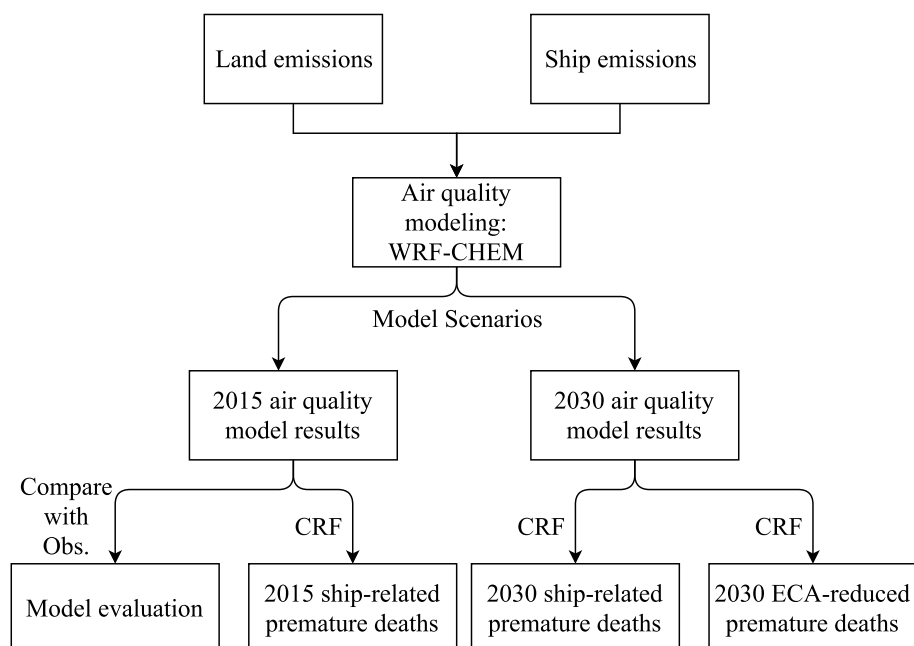 Land emissions
Ship emissions
Air quality
modeling:
WRF-CHEM
Model Scenarios
2015 air quality
model results
2030 air quality
model results
Compare
with
Obs.
CRF
CRF
CRF
Model evaluation
2015 ship-related
premature deaths
2030 ship-related
premature deaths
2030 ECA-reduced
premature deaths